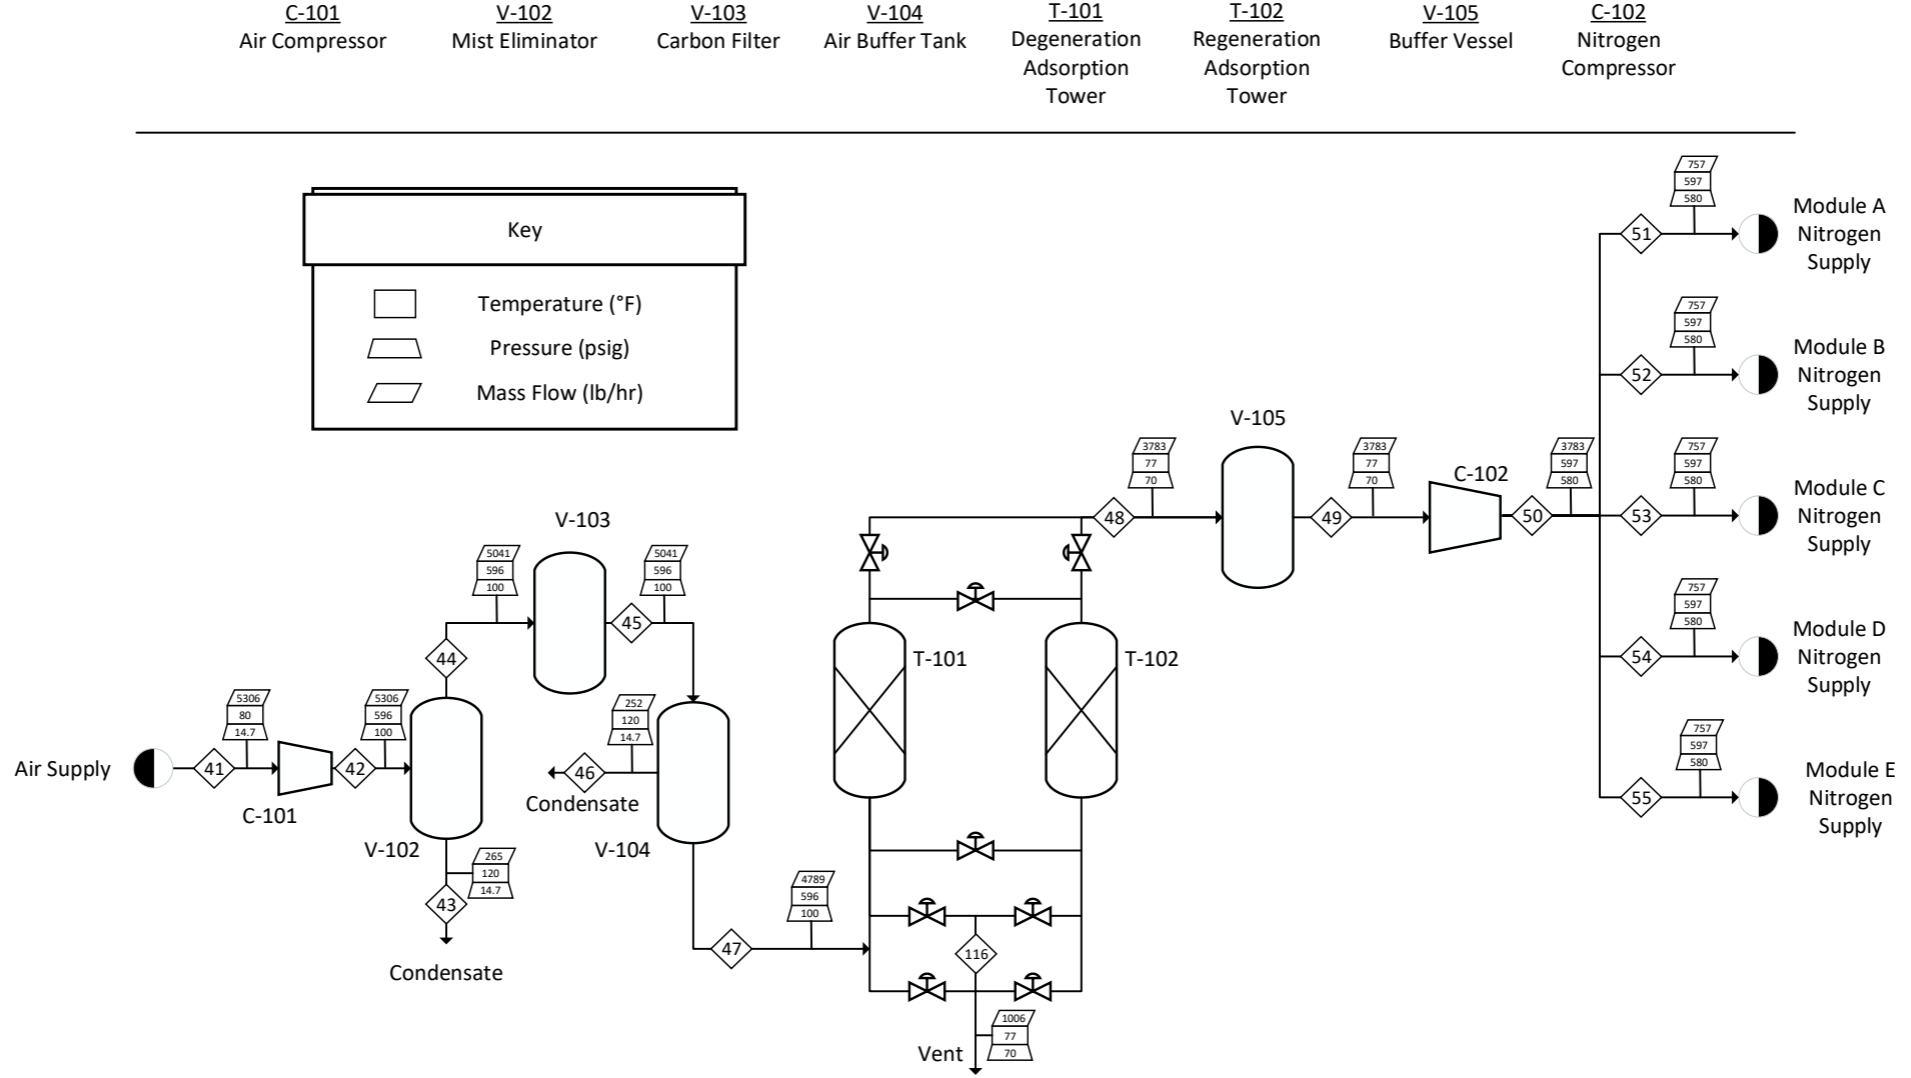 C-101
Air Compressor
V-102
Mist Eliminator
V-103
Carbon Filter
V-104
Air Buffer Tank
T-101
Degeneration
Adsorption
Tower
T-102
Regeneration
Adsorption
Tower
V-105
Buffer Vessel
C-102
Nitrogen
Compressor
Key
Temperature (°F)
Pressure (psig)
Mass Flow (lb/hr)
Air Supply
41
5306
80
14.7
C-101
42
5306
596
100
V-102
265
120
14.7
43
Condensate
44
5041
596
100
V-103
45
5041
596
100
252
120
14.7
46
Condensate
V-104
47
4789
596
100
T-101
T-102
116
1006
77
70
Vent
48
3783
77
70
V-105
49
3783
77
70
C-102
50
3783
597
580
51
757
597
580
Module A
Nitrogen
Supply
52
757
597
580
Module B
Nitrogen
Supply
53
757
597
580
Module C
Nitrogen
Supply
54
757
597
580
Module D
Nitrogen
Supply
55
757
597
580
Module E
Nitrogen
Supply